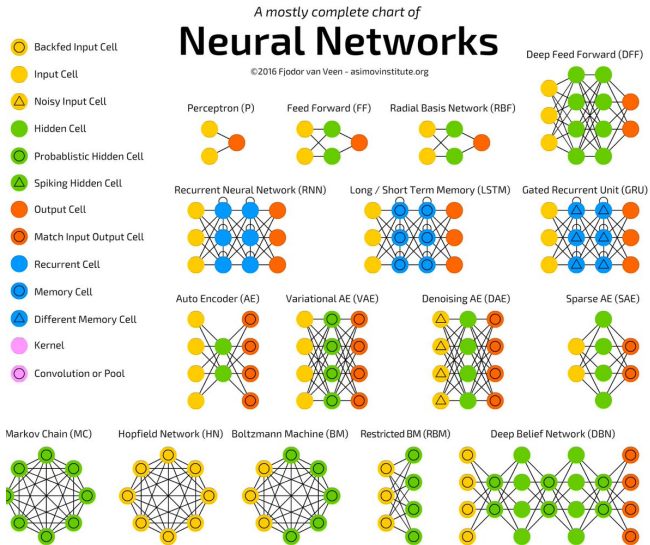 A mostly complete chart of
Neural Networks
©2016 Fjodor van Veen - asimovinstitute.org
Backfed Input Cell
Input Cell
Noisy Input Cell
Hidden Cell
Probablistic Hidden Cell
Spiking Hidden Cell
Output Cell
Match Input Output Cell
Recurrent Cell
Memory Cell
Different Memory Cell
Kernel
Convolution or Pool
Deep Feed Forward (DFF)
Perceptron (P)
Feed Forward (FF)
Radial Basis Network (RBF)
Recurrent Neural Network (RNN)
Long / Short Term Memory (LSTM)
Gated Recurrent Unit (GRU)
Auto Encoder (AE)
Variational AE (VAE)
Denoising AE (DAE)
Sparse AE (SAE)
Markov Chain (MC)
Hopfield Network (HN)
Boltzmann Machine (BM)
Restricted BM (RBM)
Deep Belief Network (DBN)